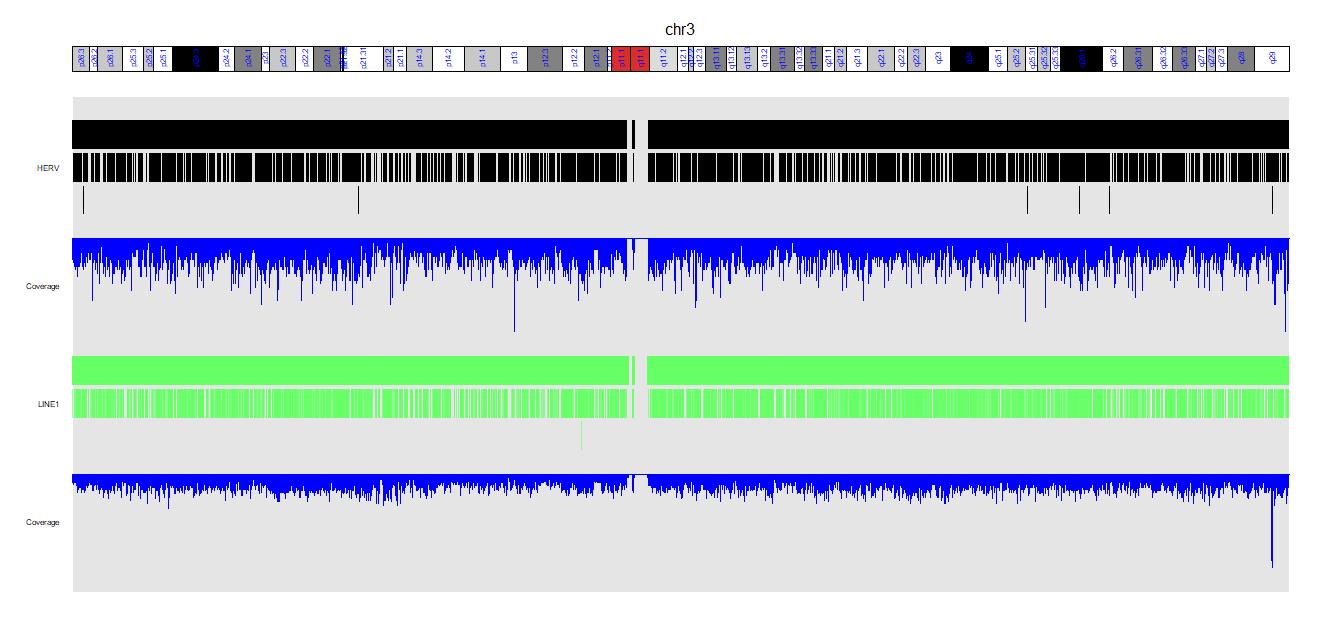 chr3
p26.3 p26.2 p26.1 p25.3 p25.2 p25.1 p24.3 p24.2 p24.1 p23 p22.3 p22.2 p22.1 p21.31 p21.2 p21.1 p14.3 p14.2 p14.1 p13 p12.3 p12.2 p12.1 p11.2 p11.1 q11.1 q11.2 q12.1 q12.2 q12.3 q13.11 q13.12 q13.13 q13.2 q13.31 q13.32 q13.33 q21.1 q21.2 q21.3 q22.1 q22.2 q22.3 q23 q24 q25.1 q25.2 q25.31 q25.32 q25.33 q26.1 q26.2 q26.31 q26.32 q26.33 q27.1 q27.2 q27.3 q28 q29
HERV
Coverage
LINE1
Coverage